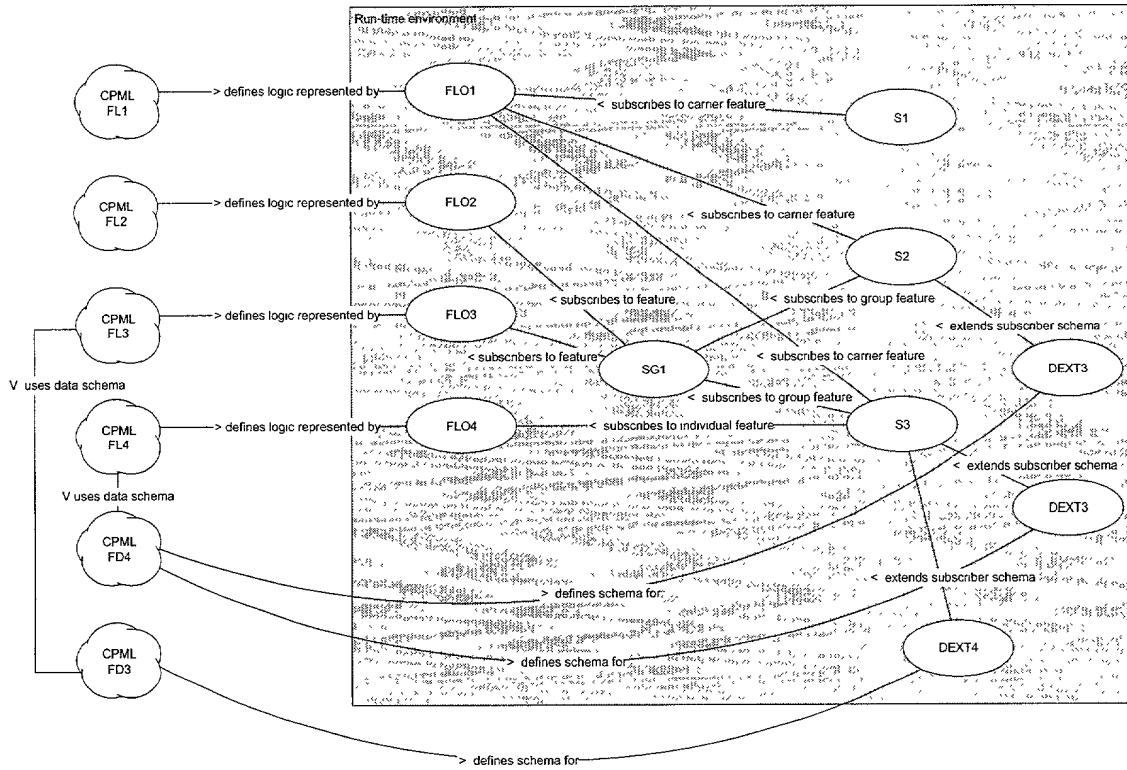 Run-time environment
CPML
FL1
> defines logic represented by
FLO1
< subscribes to carrier feature
S1
CPML
FL2
> defines logic represented by
FLO2
< subscribes to carrier feature
S2
< subscribes to feature
< subscribes to group feature
CPML
FL3
> defines logic represented by
FLO3
< extends subscriber schema
< subscribers to feature
< subscribes to carrier feature
SG1
DEXT3
V uses data schema
< subscribes to group feature
CPML
FL4
> defines logic represented by
FLO4
< subscribes to individual feature
S3
< extends subscriber schema
V uses data schema
DEXT3
CPML
FD4
< extends subscriber schema
> defines schema for
CPML
FD3
> defines schema for
DEXT4
> defines schema for